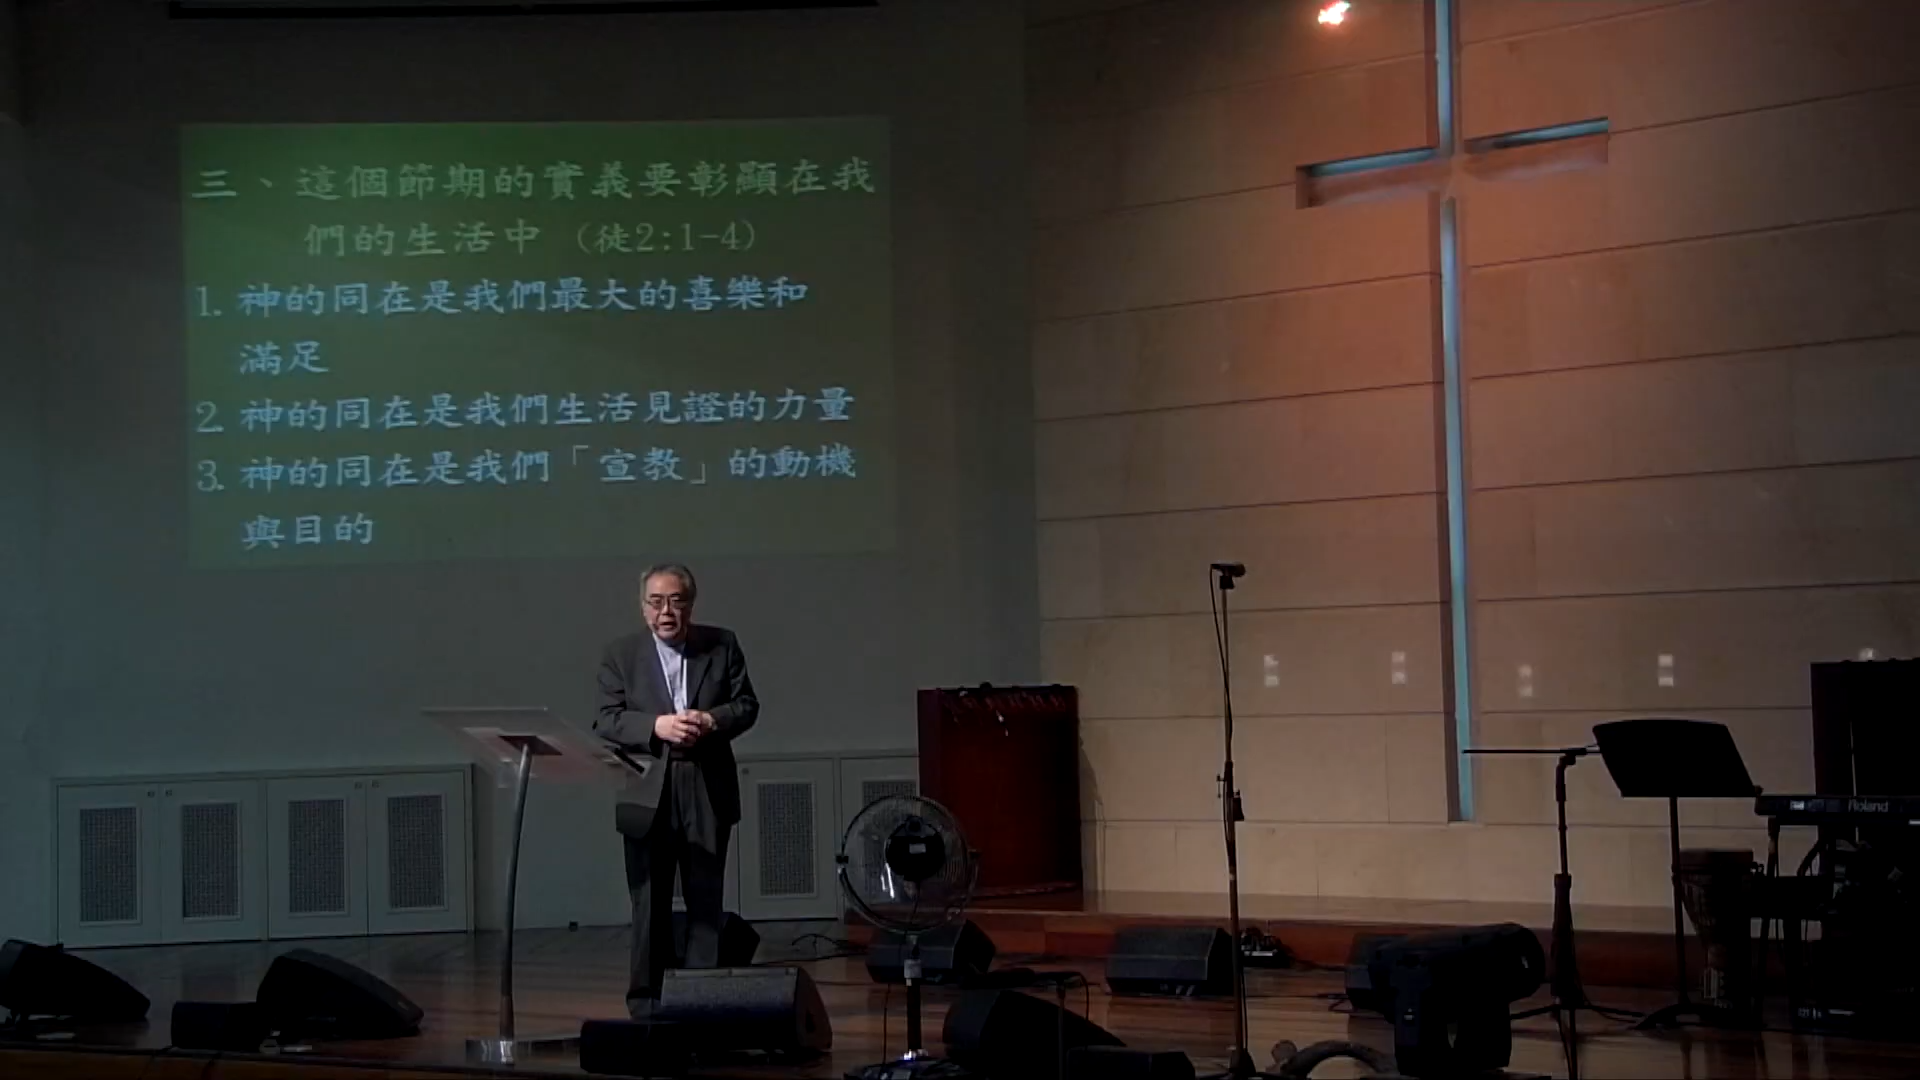 三、這個節期的實義要彰顯在我
們的生活中（徒2:1-4）
1. 神的同在是我們最大的喜樂和
滿足
2. 神的同在是我們生活見證的力量
3. 神的同在是我們「宣教」的動機
與目的
Roland